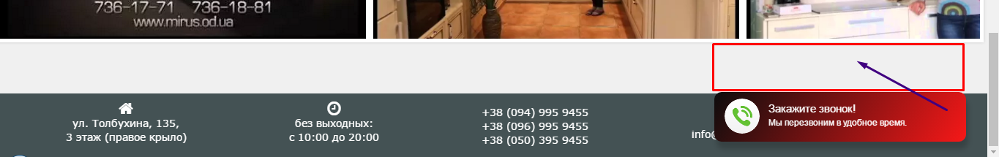 736-17-71 736-18-81
www.mirus.od.ua
ул. Толбухина, 135,
3 этаж (правое крыло)
без выходных:
с 10:00 до 20:00
+38 (094) 995 9455
+38 (096) 995 9455
+38 (050) 395 9455
info@
Закажите звонок!
Мы перезвоним в удобное время.